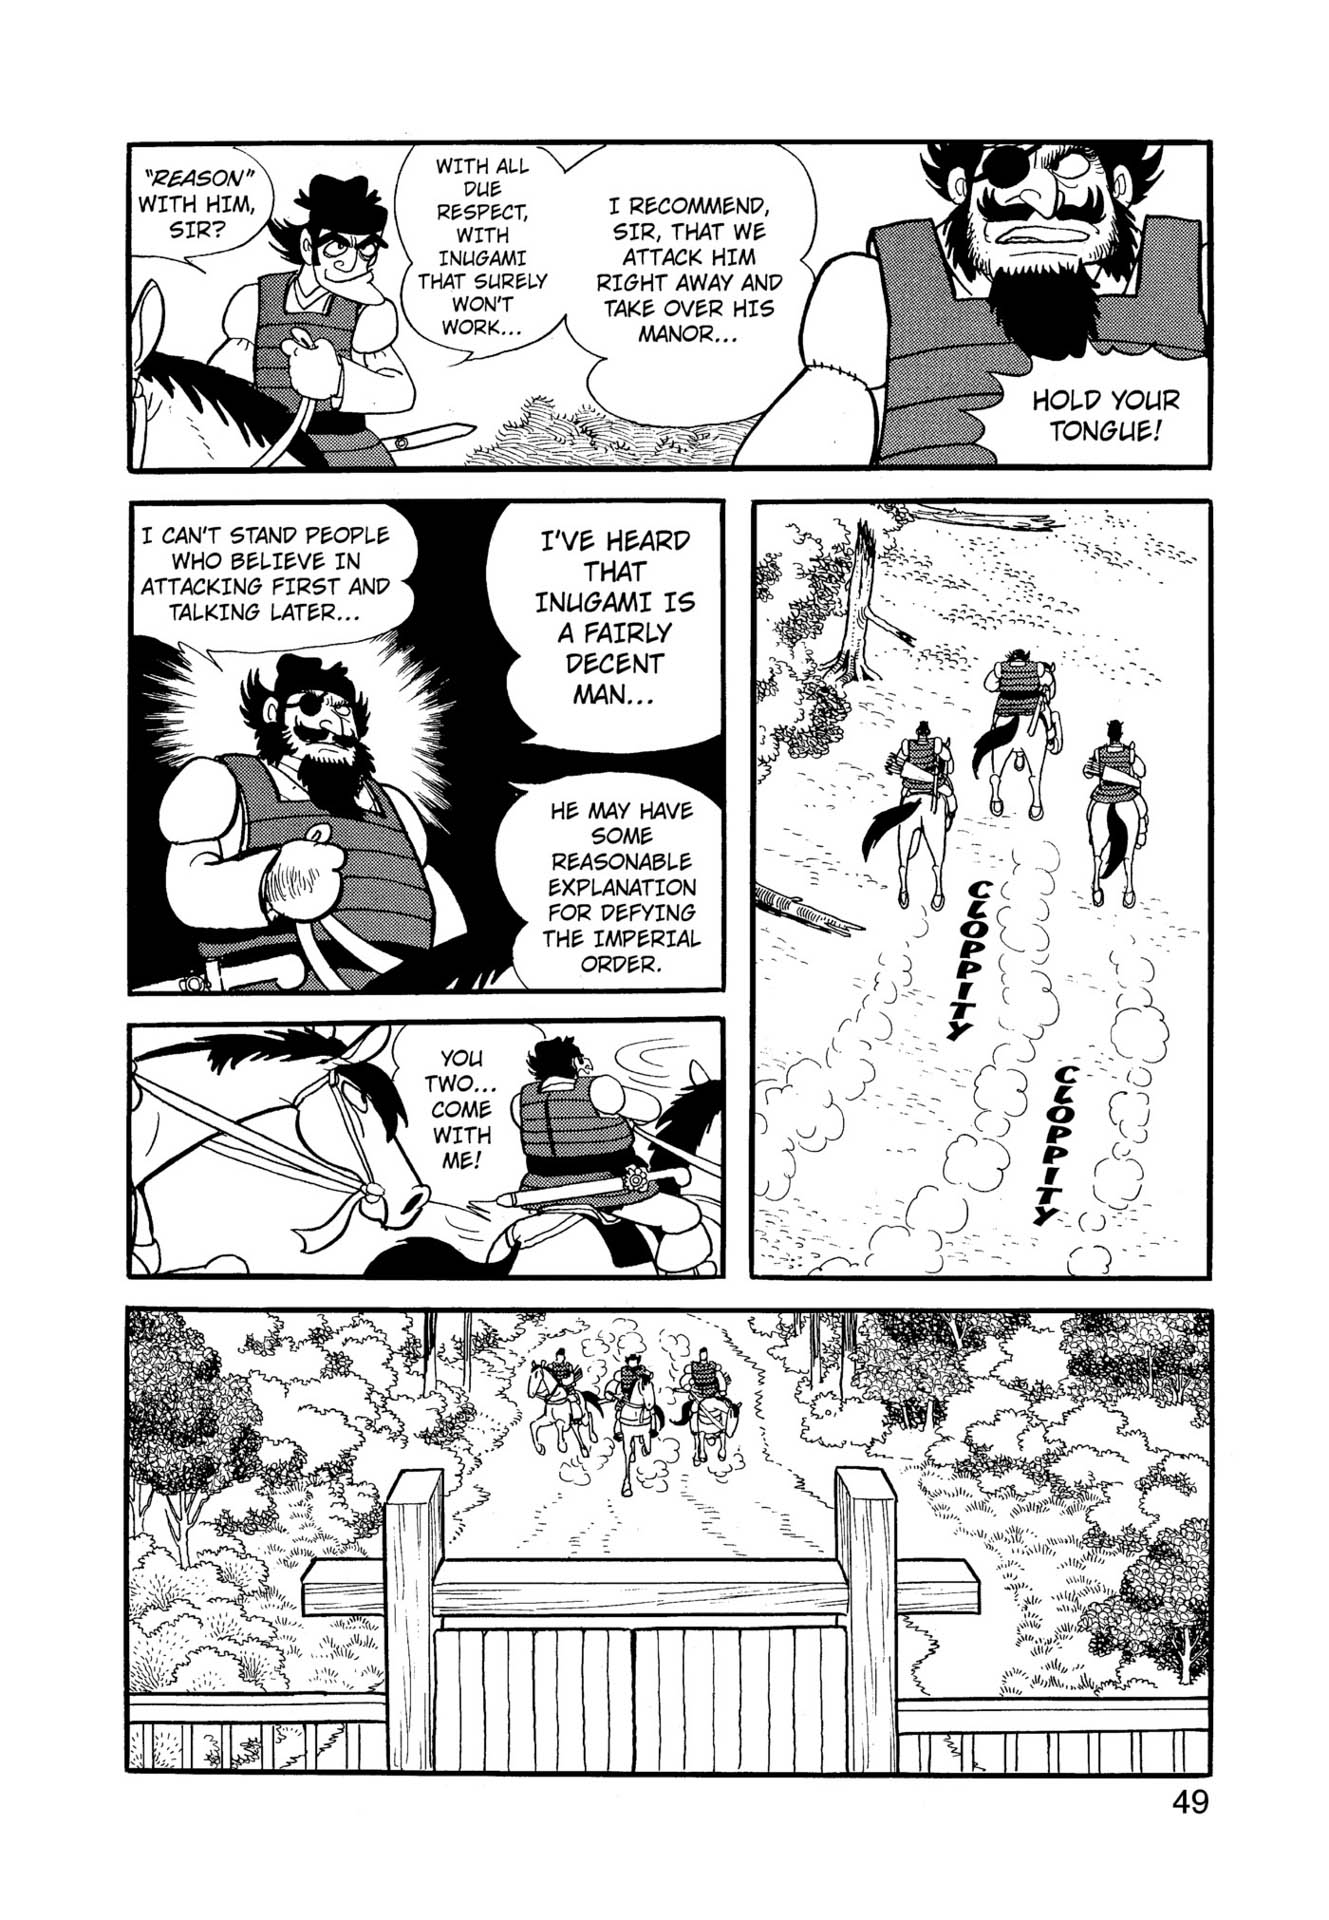 "REASON"
WITH HIM,
SIR?
WITH ALL
DUE
RESPECT,
WITH
INUGAMI
THAT SURELY
WON'T
WORK...
I RECOMMEND,
SIR, THAT WE
ATTACK HIM
RIGHT AWAY AND
TAKE OVER HIS
MANOR...
HOLD YOUR
TONGUE!
I CAN'T STAND PEOPLE
WHO BELIEVE IN
ATTACKING FIRST AND
TALKING LATER...
I'VE HEARD
THAT
INUGAMI IS
A FAIRLY
DECENT
MAN...
HE MAY HAVE
SOME
REASONABLE
EXPLANATION
FOR DEFYING
THE IMPERIAL
ORDER.
YOU
TWO...
COME
WITH
ME!
CLOPPITY
CLOPPITY
49